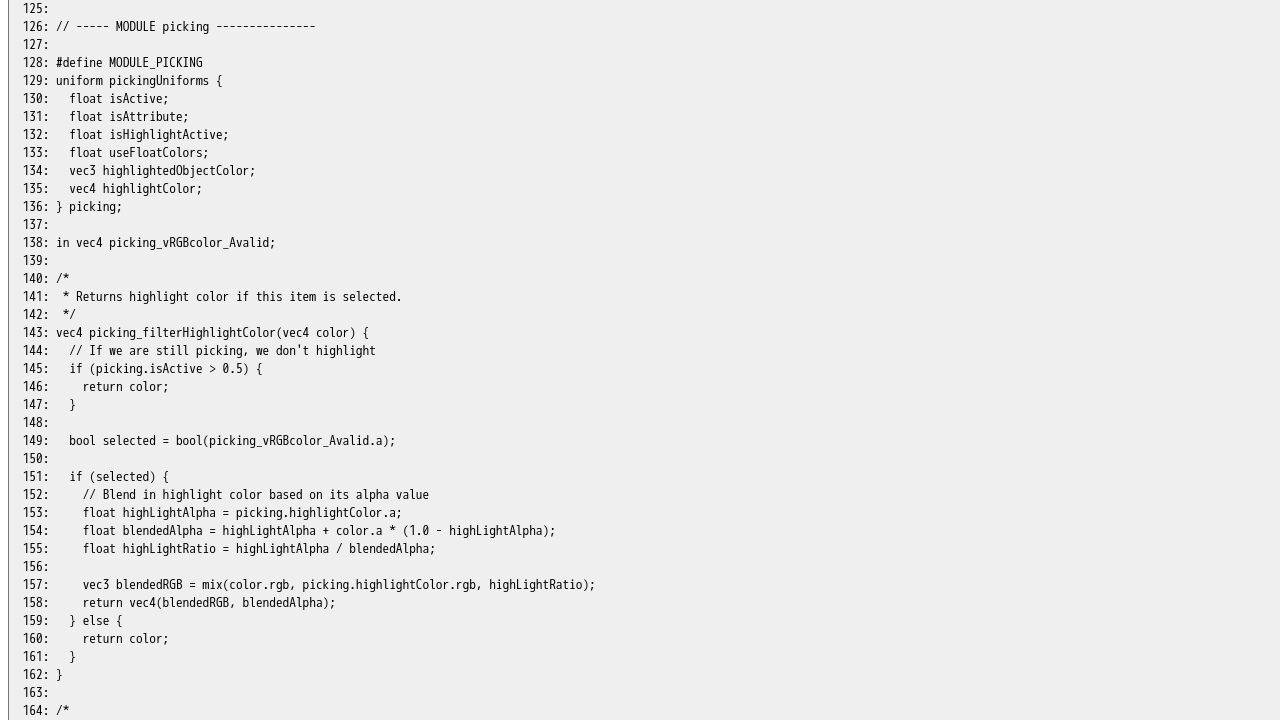 125:
126: // ----- MODULE picking ---------------
127:
128: #define MODULE_PICKING
129: uniform pickingUniforms {
130:   float isActive;
131:   float isAttribute;
132:   float isHighlightActive;
133:   float useFloatColors;
134:   vec3 highlightedObjectColor;
135:   vec4 highlightColor;
136: } picking;
137:
138: in vec4 picking_vRGBcolor_Avalid;
139:
140: /*
141:  * Returns highlight color if this item is selected.
142:  */
143: vec4 picking_filterHighlightColor(vec4 color) {
144:   // If we are still picking, we don't highlight
145:   if (picking.isActive > 0.5) {
146:     return color;
147:   }
148:
149:   bool selected = bool(picking_vRGBcolor_Avalid.a);
150:
151:   if (selected) {
152:     // Blend in highlight color based on its alpha value
153:     float highLightAlpha = picking.highlightColor.a;
154:     float blendedAlpha = highLightAlpha + color.a * (1.0 - highLightAlpha);
155:     float highLightRatio = highLightAlpha / blendedAlpha;
156:
157:     vec3 blendedRGB = mix(color.rgb, picking.highlightColor.rgb, highLightRatio);
158:     return vec4(blendedRGB, blendedAlpha);
159:   } else {
160:     return color;
161:   }
162: }
163:
164: /*